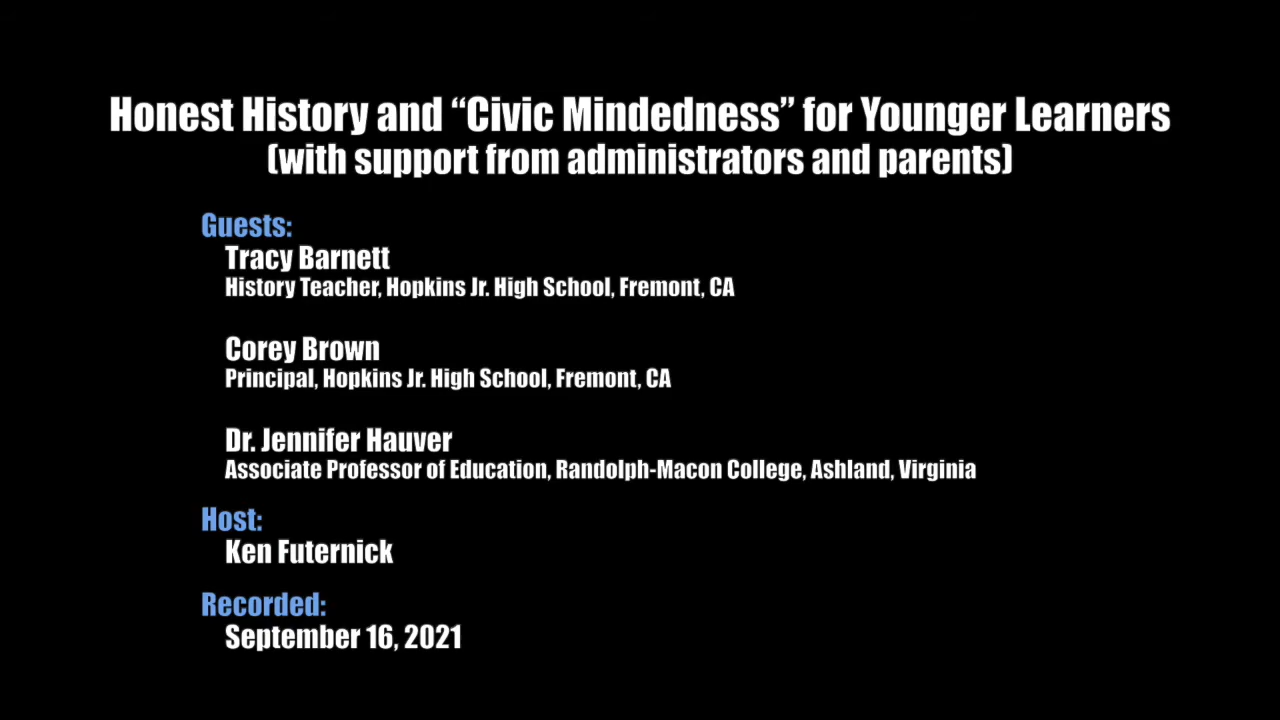 Honest History and “Civic Mindedness” for Younger Learners
(with support from administrators and parents)
Guests:
Tracy Barnett
History Teacher, Hopkins Jr. High School, Fremont, CA
Corey Brown
Principal, Hopkins Jr. High School, Fremont, CA
Dr. Jennifer Hauver
Associate Professor of Education, Randolph-Macon College, Ashland, Virginia
Host:
Ken Futernick
Recorded:
September 16, 2021